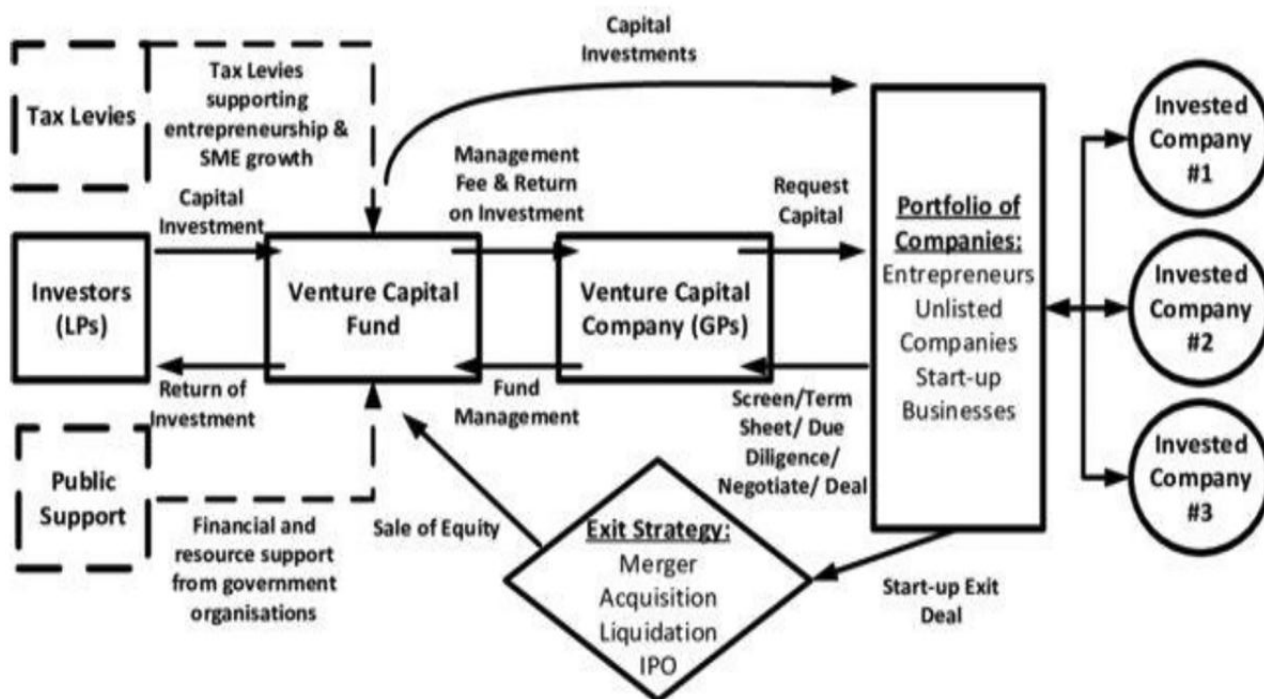 Capital
Investments
Tax Levies
Tax Levies
supporting
entrepreneurship &
SME growth
Capital
Investment
Management
Fee & Return
on Investment
Request
Capital
Investors
(LPs)
Venture Capital
Fund
Venture Capital
Company (GPs)
Portfolio of
Companies:
Entrepreneurs
Unlisted
Companies
Start-up
Businesses
Invested
Company
#1
Invested
Company
#2
Invested
Company
#3
Return of
Investment
Fund
Management
Screen/Term
Sheet/ Due
Diligence/
Negotiate/ Deal
Public
Support
Financial and
resource support
from government
organisations
Sale of Equity
Exit Strategy:
Merger
Acquisition
Liquidation
IPO
Start-up Exit
Deal